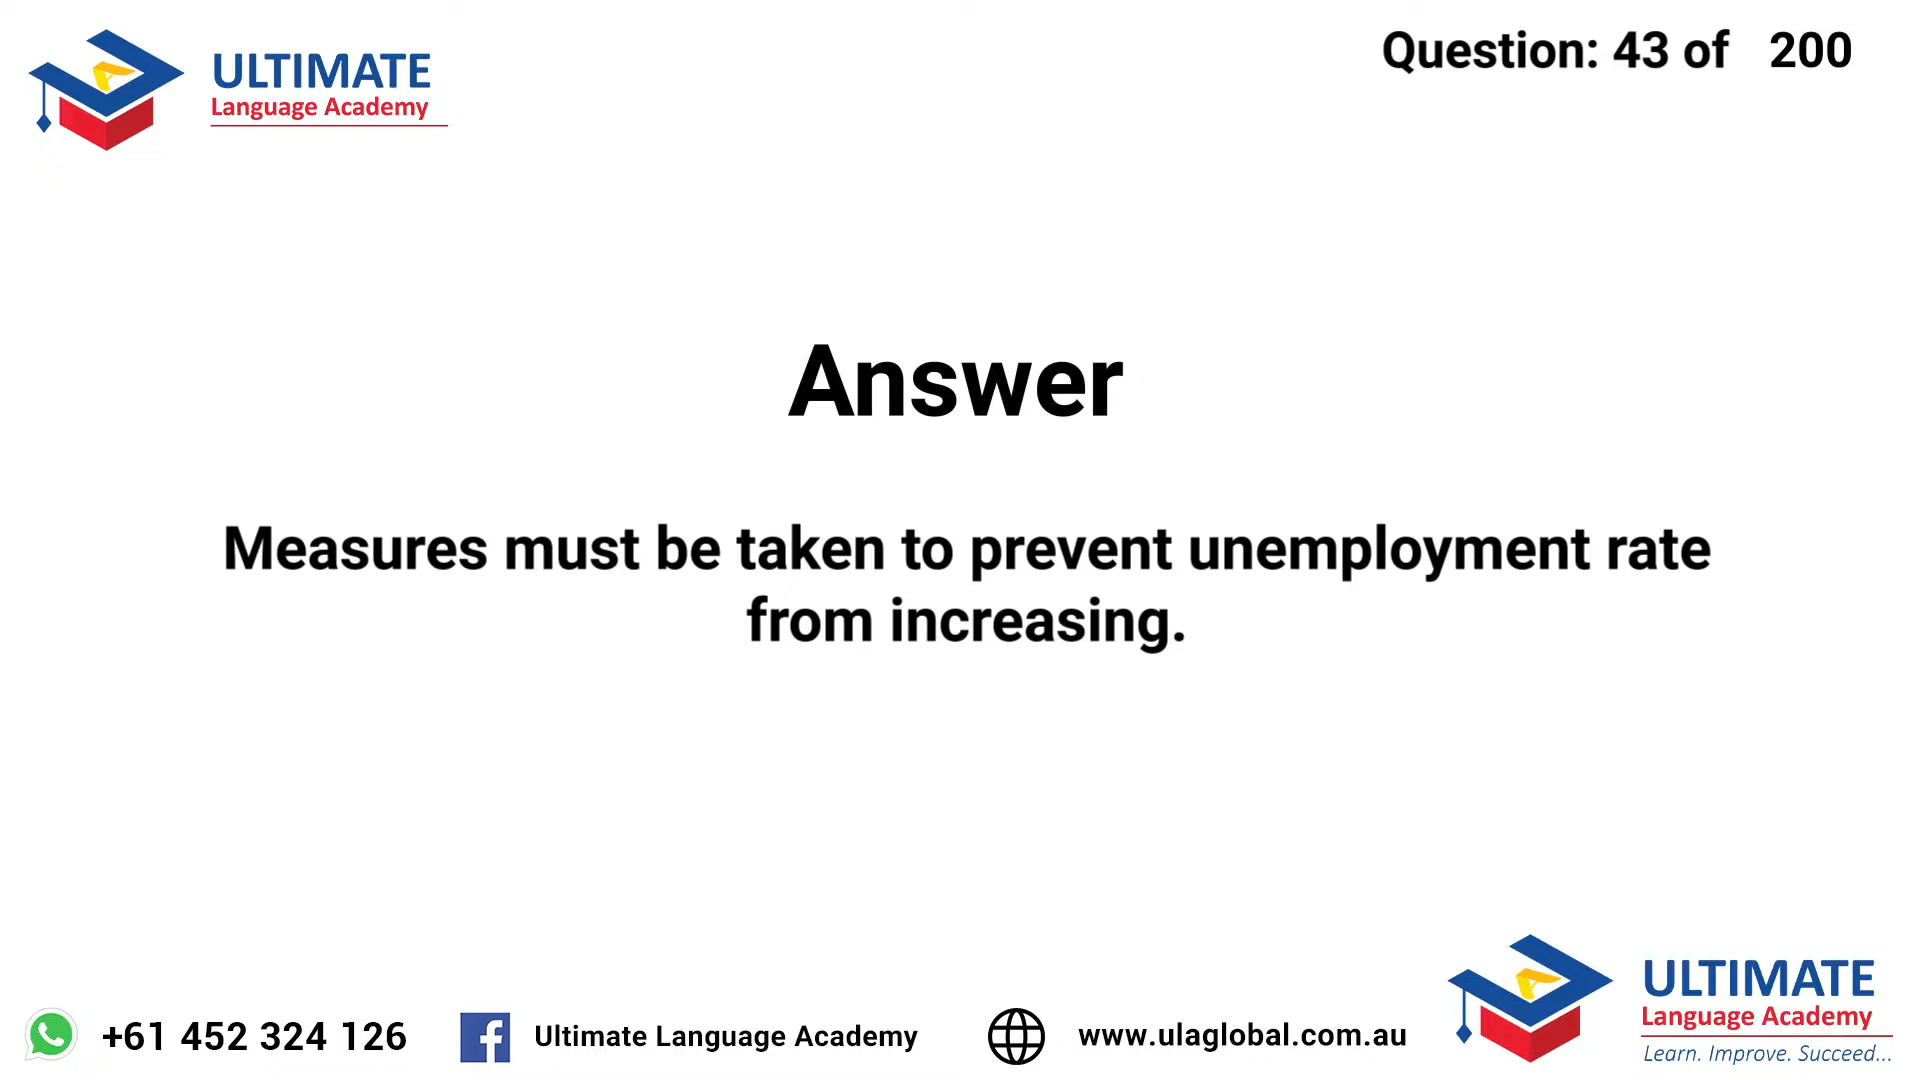 ULTIMATE
Language Academy
Question: 43 of 200
Answer
Measures must be taken to prevent unemployment rate
from increasing.
+61 452 324 126
Ultimate Language Academy
www.ulaglobal.com.au
ULTIMATE
Language Academy
Learn. Improve. Succeed...